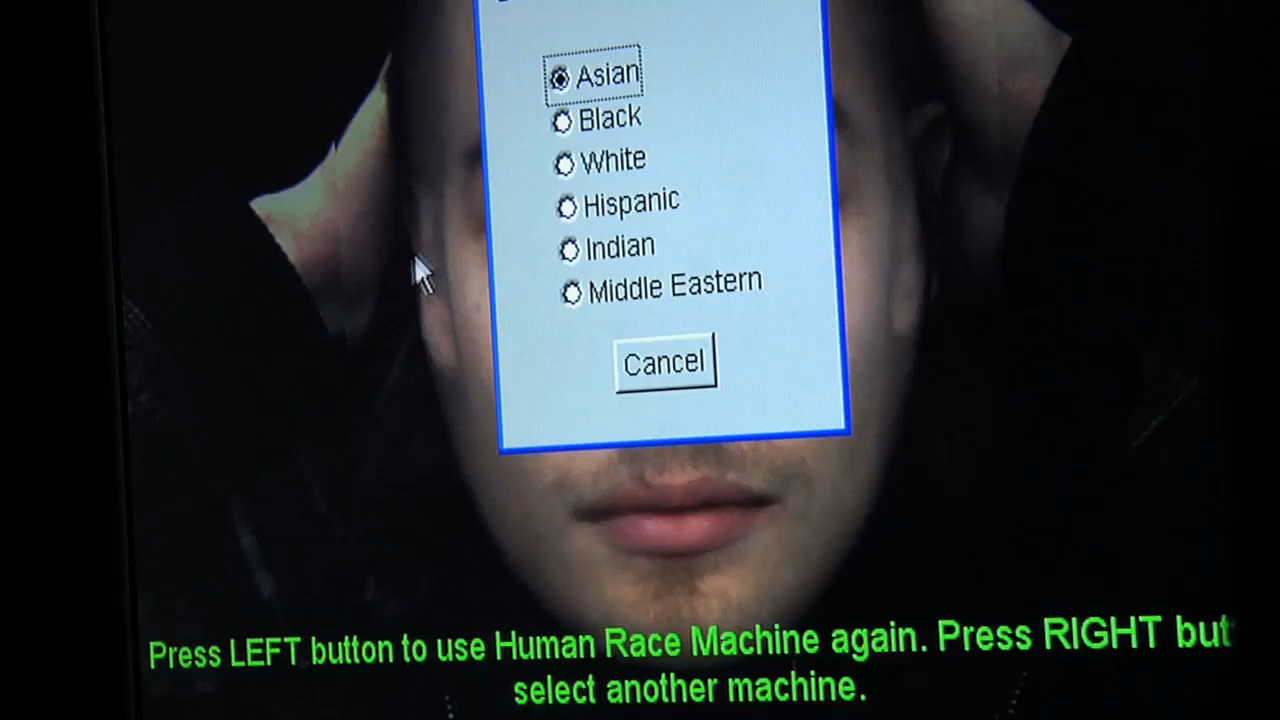 Asian
Black
White
Hispanic
Indian
Middle Eastern
Cancel
Press LEFT button to use Human Race Machine again. Press RIGHT but
select another machine.